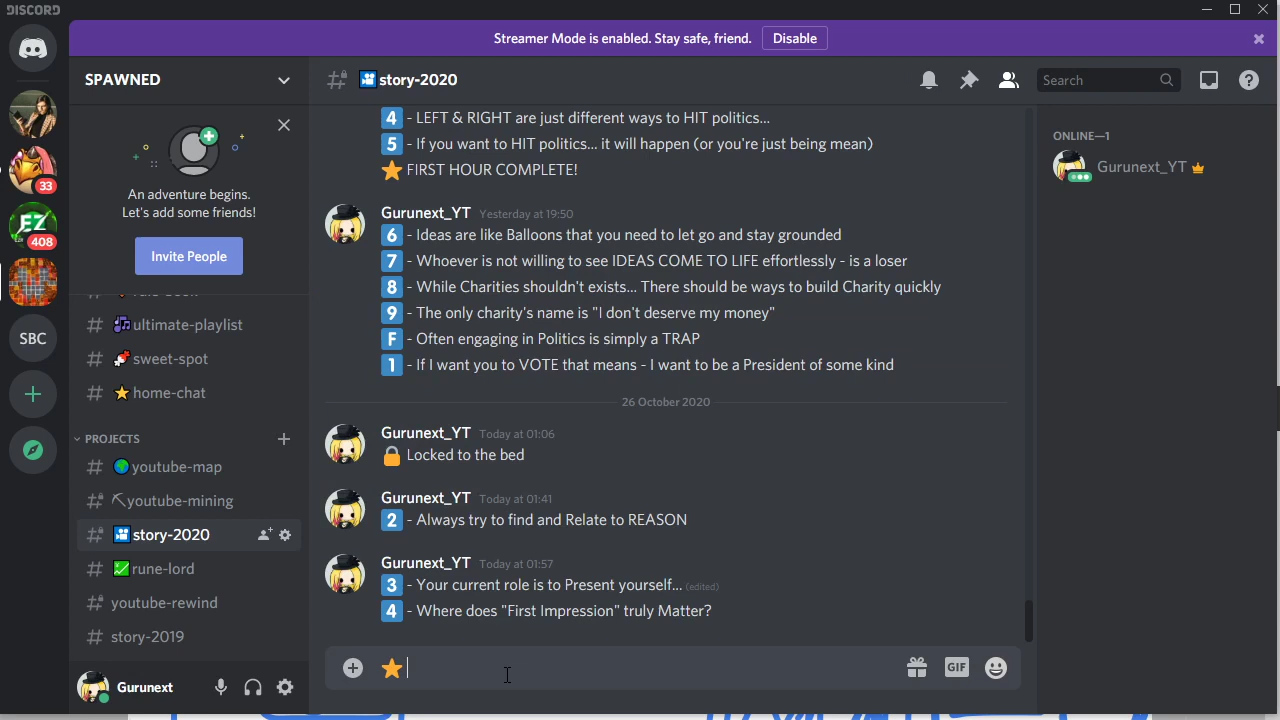 DISCORD
Streamer Mode is enabled. Stay safe, friend.
Disable
SPAWNED
story-2020
Search
An adventure begins.
Let's add some friends!
Invite People
33
408
SBC
ultimate-playlist
sweet-spot
home-chat
PROJECTS
youtube-map
youtube-mining
story-2020
rune-lord
youtube-rewind
story-2019
Gurunext
4 - LEFT & RIGHT are just different ways to HIT politics...
5 - If you want to HIT politics... it will happen (or you're just being mean)
FIRST HOUR COMPLETE!
Gurunext_YT Yesterday at 19:50
6 - Ideas are like Balloons that you need to let go and stay grounded
7 - Whoever is not willing to see IDEAS COME TO LIFE effortlessly - is a loser
8 - While Charities shouldn't exists... There should be ways to build Charity quickly
9 - The only charity's name is "I don't deserve my money"
F - Often engaging in Politics is simply a TRAP
1 - If I want you to VOTE that means - I want to be a President of some kind
26 October 2020
Gurunext_YT Today at 01:06
Locked to the bed
Gurunext_YT Today at 01:41
2 - Always try to find and Relate to REASON
Gurunext_YT Today at 01:57
3 - Your current role is to Present yourself... (edited)
4 - Where does "First Impression" truly Matter?
GIF
ONLINE—1
Gurunext_YT